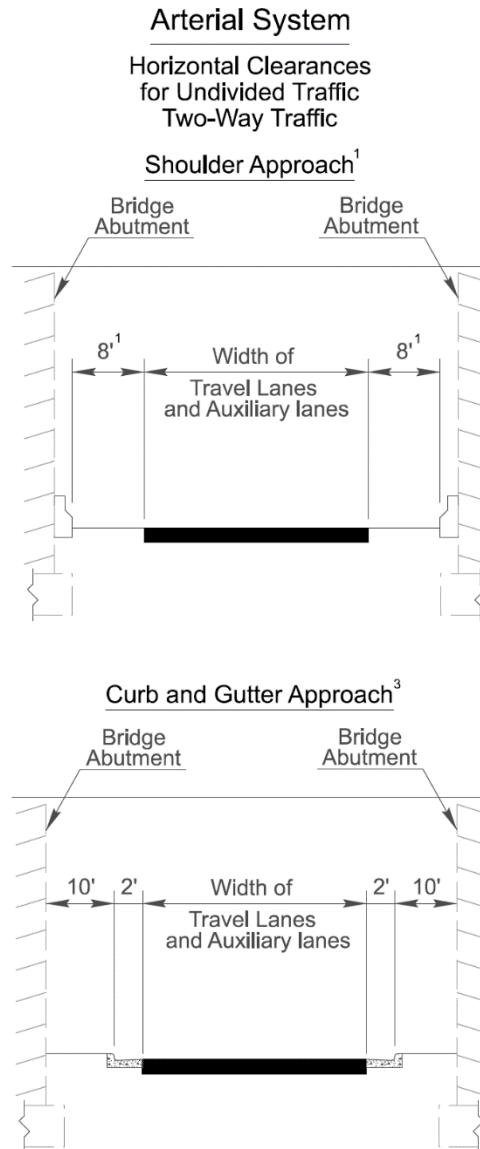 Arterial System
Horizontal Clearances
for Undivided Traffic
Two-Way Traffic
Shoulder Approach¹
Bridge
Abutment
Bridge
Abutment
8'¹
Width of
8'¹
Travel Lanes
and Auxiliary lanes
Curb and Gutter Approach³
Bridge
Abutment
Bridge
Abutment
10'
2'
Width of
2'
10'
Travel Lanes
and Auxiliary lanes